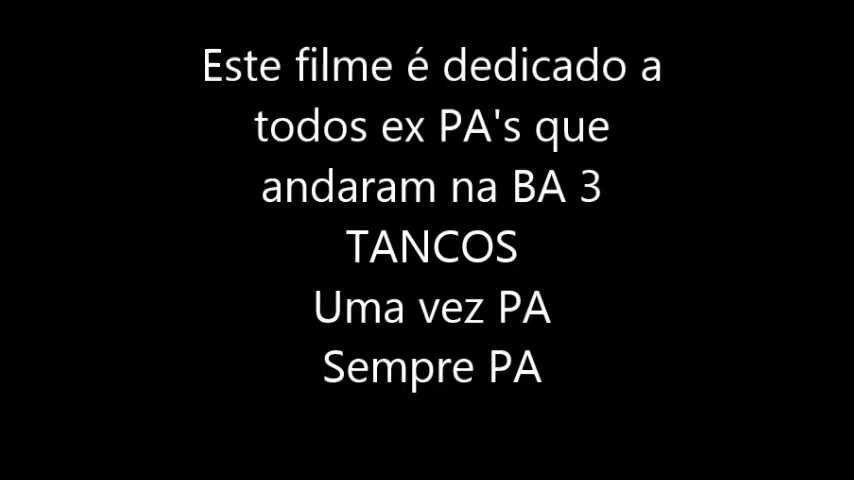 Este filme é dedicado a
todos ex PA's que
andaram na BA 3
TANCOS
Uma vez PA
Sempre PA